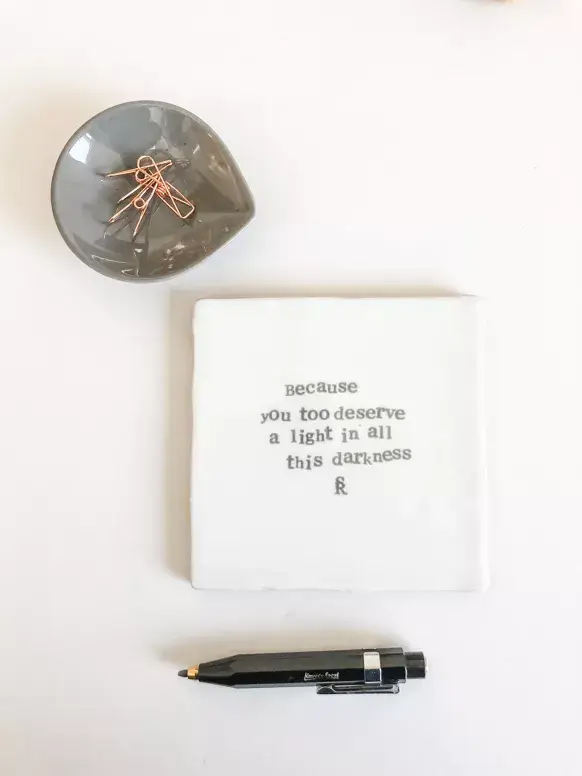 Because
you too deserve
a light in all
this darkness